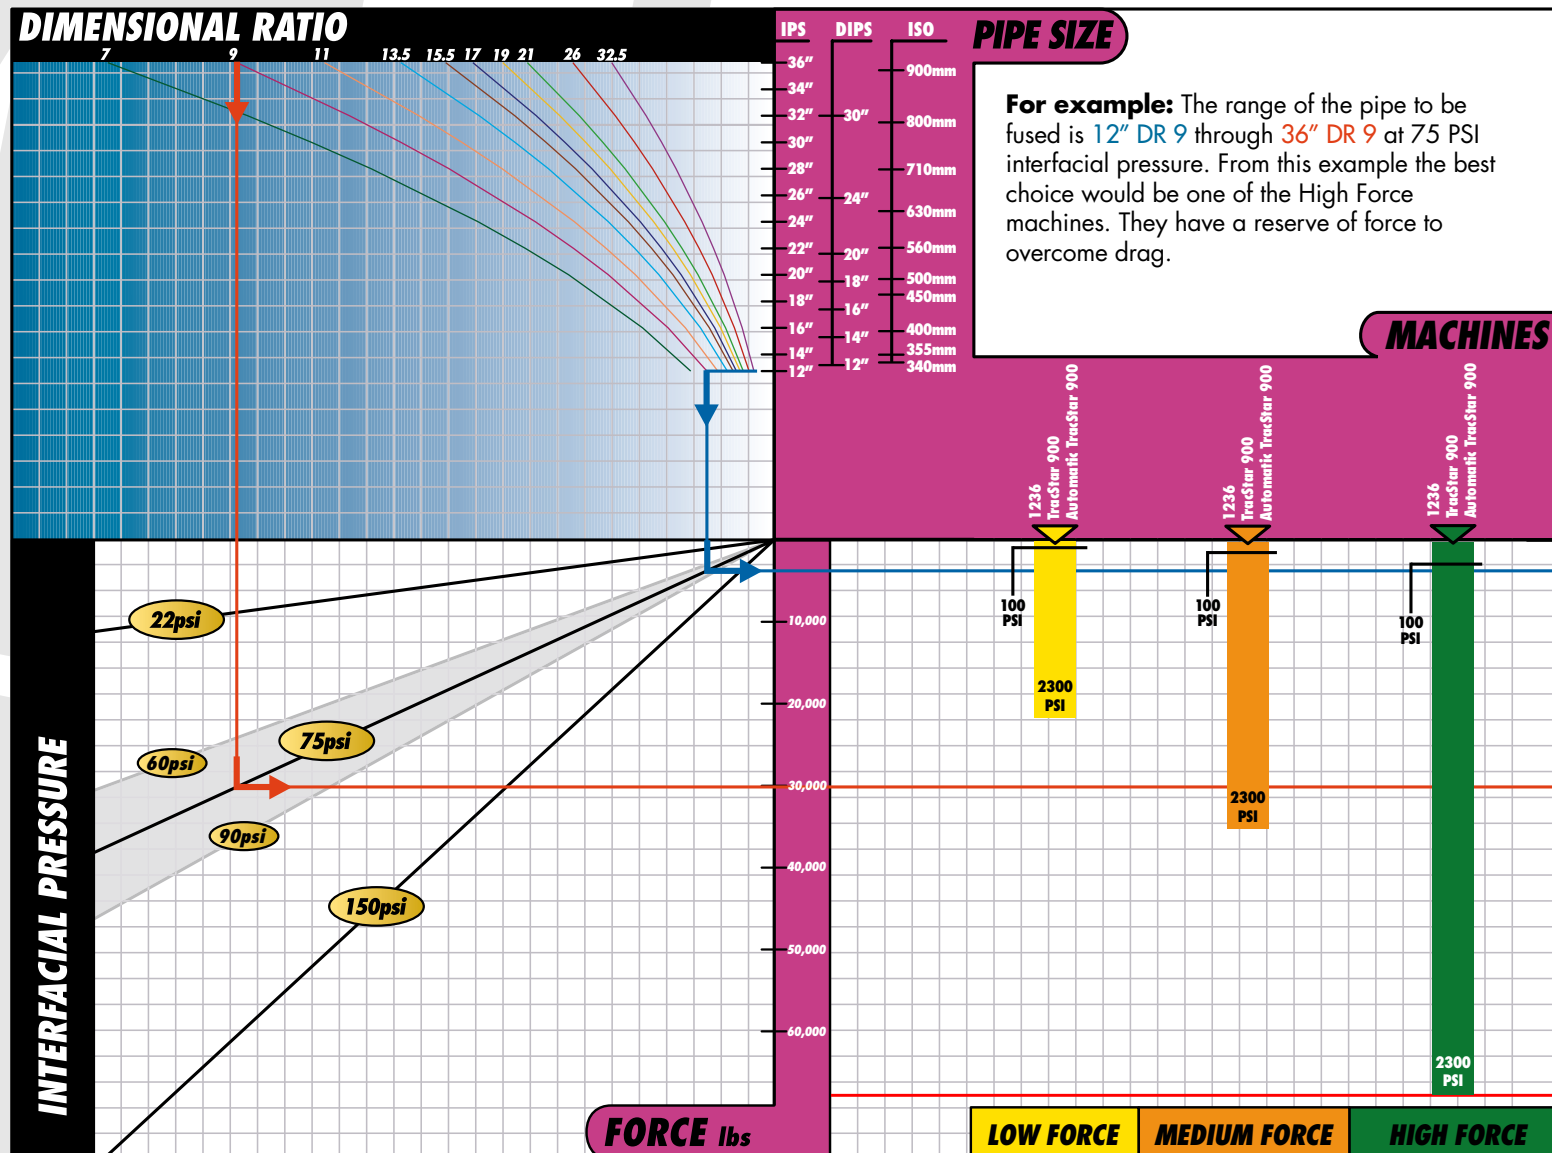 DIMENSIONAL RATIO
7 9 11 13.5 15.5 17 19 21 26 32.5
IPS
36"
34"
32"
30"
28"
26"
24"
22"
20"
18"
16"
14"
12"
DIPS
30"
24"
20"
18"
16"
14"
12"
ISO
900mm
800mm
710mm
630mm
560mm
500mm
450mm
400mm
355mm
340mm
PIPE SIZE
For example: The range of the pipe to be
fused is 12" DR 9 through 36" DR 9 at 75 PSI
interfacial pressure. From this example the best
choice would be one of the High Force
machines. They have a reserve of force to
overcome drag.
MACHINES
1236
TracStar 900
Automatic TracStar 900
1236
TracStar 900
Automatic TracStar 900
1236
TracStar 900
Automatic TracStar 900
INTERFACIAL PRESSURE
22psi
60psi
75psi
90psi
150psi
10,000
20,000
30,000
40,000
50,000
60,000
FORCE lbs
100
PSI
2300
PSI
100
PSI
2300
PSI
100
PSI
2300
PSI
LOW FORCE
MEDIUM FORCE
HIGH FORCE